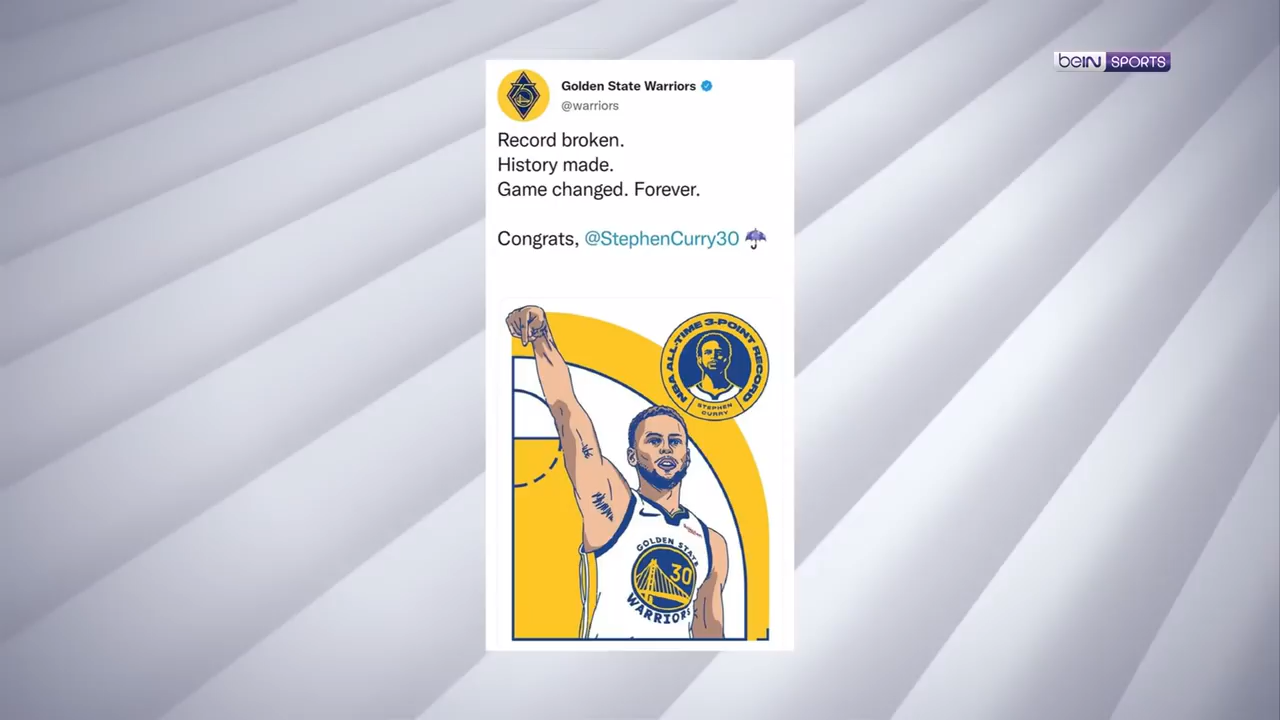 beIN SPORTS
75
Golden State Warriors
@warriors
Record broken.
History made.
Game changed. Forever.
Congrats, @StephenCurry30 ☔
NBA ALL-TIME 3-POINT RECORD
STEPHEN
CURRY
GOLDEN STATE
30
WARRIORS